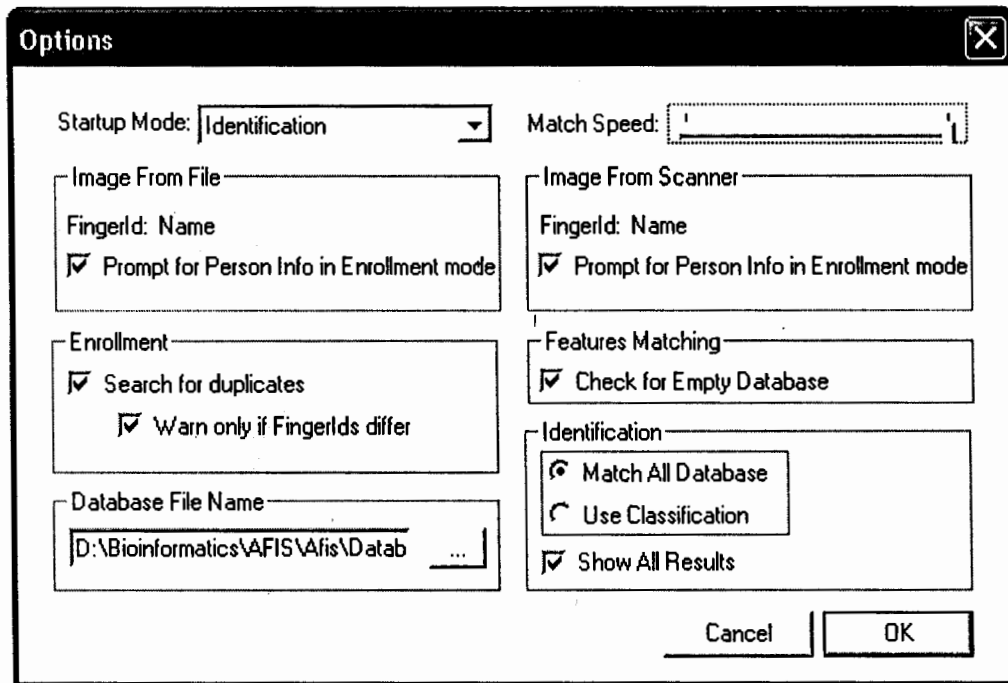 Options
Startup Mode: Identification
Match Speed:
Image From File
FingerId: Name
Prompt for Person Info in Enrollment mode
Image From Scanner
FingerId: Name
Prompt for Person Info in Enrollment mode
Enrollment
Search for duplicates
Warn only if FingerIds differ
Features Matching
Check for Empty Database
Identification
Match All Database
Use Classification
Show All Results
Database File Name
D:\Bioinformatics\AFIS\Afis\Datab ...
Cancel
OK